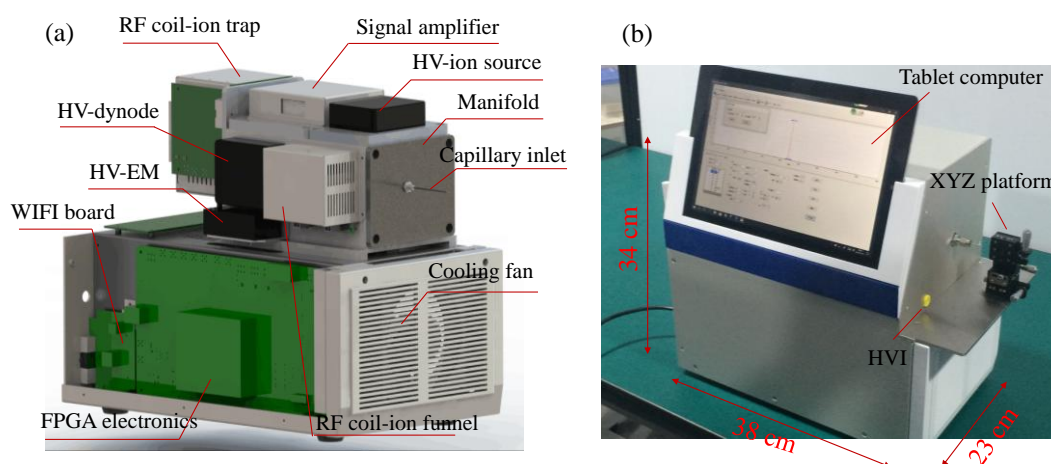 (a)
RF coil-ion trap
Signal amplifier
HV-ion source
HV-dynode
Manifold
HV-EM
Capillary inlet
WIFI board
Cooling fan
FPGA electronics
RF coil-ion funnel
(b)
Tablet computer
XYZ platform
34 cm
HVI
38 cm
23 cm